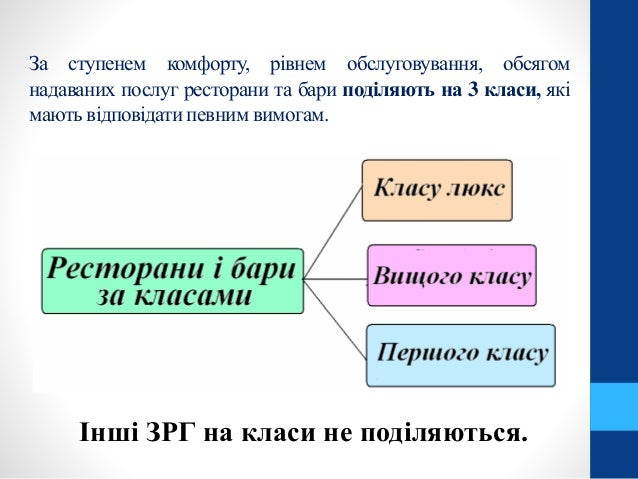 За ступенем комфорту, рівнем обслуговування, обсягом
надаваних послуг ресторани та бари поділяють на 3 класи, які
мають відповідати певним вимогам.
Ресторани і бари
за класами
Класу люкс
Вищого класу
Першого класу
Інші ЗРГ на класи не поділяються.